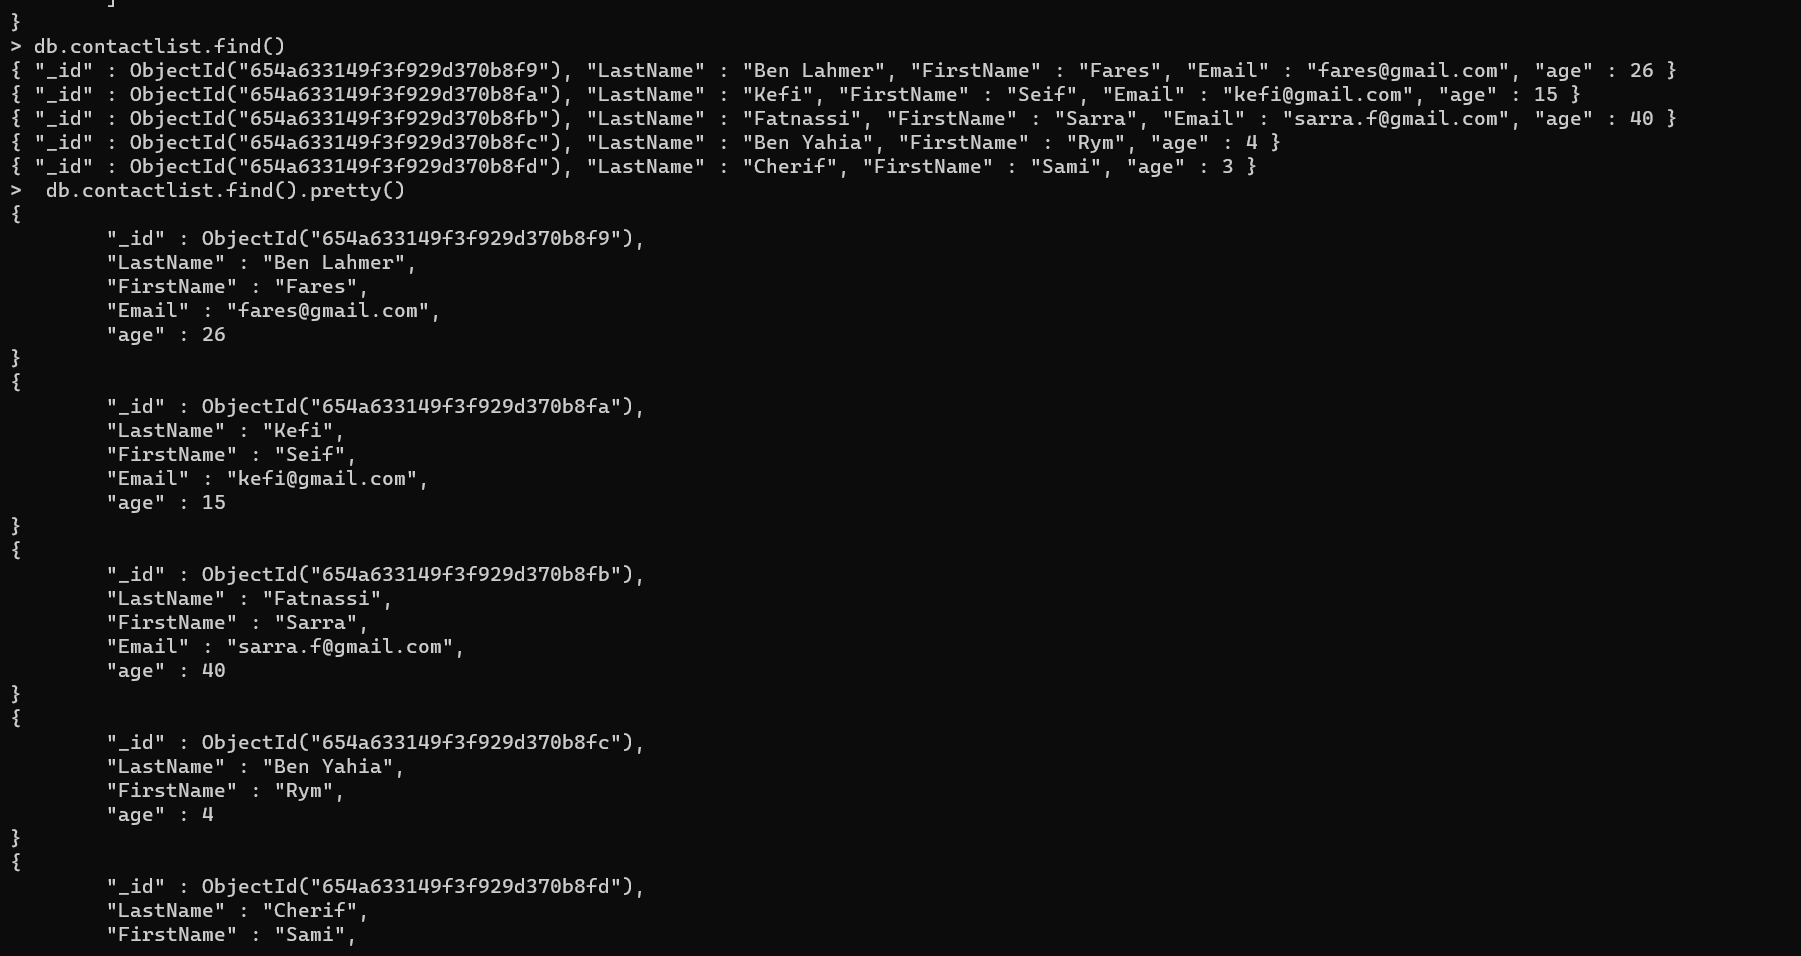 ]
}
> db.contactlist.find()
{ "_id" : ObjectId("654a633149f3f929d370b8f9"), "LastName" : "Ben Lahmer", "FirstName" : "Fares", "Email" : "fares@gmail.com", "age" : 26 }
{ "_id" : ObjectId("654a633149f3f929d370b8fa"), "LastName" : "Kefi", "FirstName" : "Seif", "Email" : "kefi@gmail.com", "age" : 15 }
{ "_id" : ObjectId("654a633149f3f929d370b8fb"), "LastName" : "Fatnassi", "FirstName" : "Sarra", "Email" : "sarra.f@gmail.com", "age" : 40 }
{ "_id" : ObjectId("654a633149f3f929d370b8fc"), "LastName" : "Ben Yahia", "FirstName" : "Rym", "age" : 4 }
{ "_id" : ObjectId("654a633149f3f929d370b8fd"), "LastName" : "Cherif", "FirstName" : "Sami", "age" : 3 }
>  db.contactlist.find().pretty()
{
        "_id" : ObjectId("654a633149f3f929d370b8f9"),
        "LastName" : "Ben Lahmer",
        "FirstName" : "Fares",
        "Email" : "fares@gmail.com",
        "age" : 26
}
{
        "_id" : ObjectId("654a633149f3f929d370b8fa"),
        "LastName" : "Kefi",
        "FirstName" : "Seif",
        "Email" : "kefi@gmail.com",
        "age" : 15
}
{
        "_id" : ObjectId("654a633149f3f929d370b8fb"),
        "LastName" : "Fatnassi",
        "FirstName" : "Sarra",
        "Email" : "sarra.f@gmail.com",
        "age" : 40
}
{
        "_id" : ObjectId("654a633149f3f929d370b8fc"),
        "LastName" : "Ben Yahia",
        "FirstName" : "Rym",
        "age" : 4
}
{
        "_id" : ObjectId("654a633149f3f929d370b8fd"),
        "LastName" : "Cherif",
        "FirstName" : "Sami",